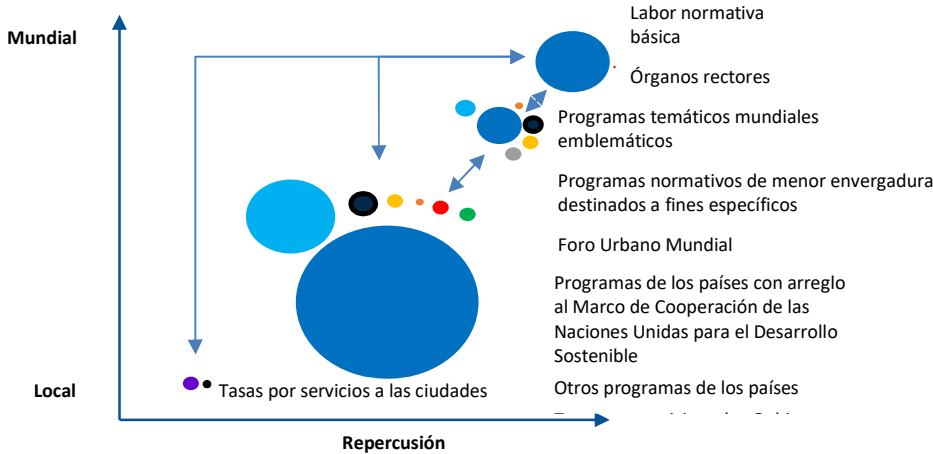 Mundial
Labor normativa
básica
Órganos rectores
Programas temáticos mundiales
emblemáticos
Programas normativos de menor envergadura
destinados a fines específicos
Foro Urbano Mundial
Programas de los países con arreglo
al Marco de Cooperación de las
Naciones Unidas para el Desarrollo
Sostenible
Local
Tasas por servicios a las ciudades
Otros programas de los países
Repercusión